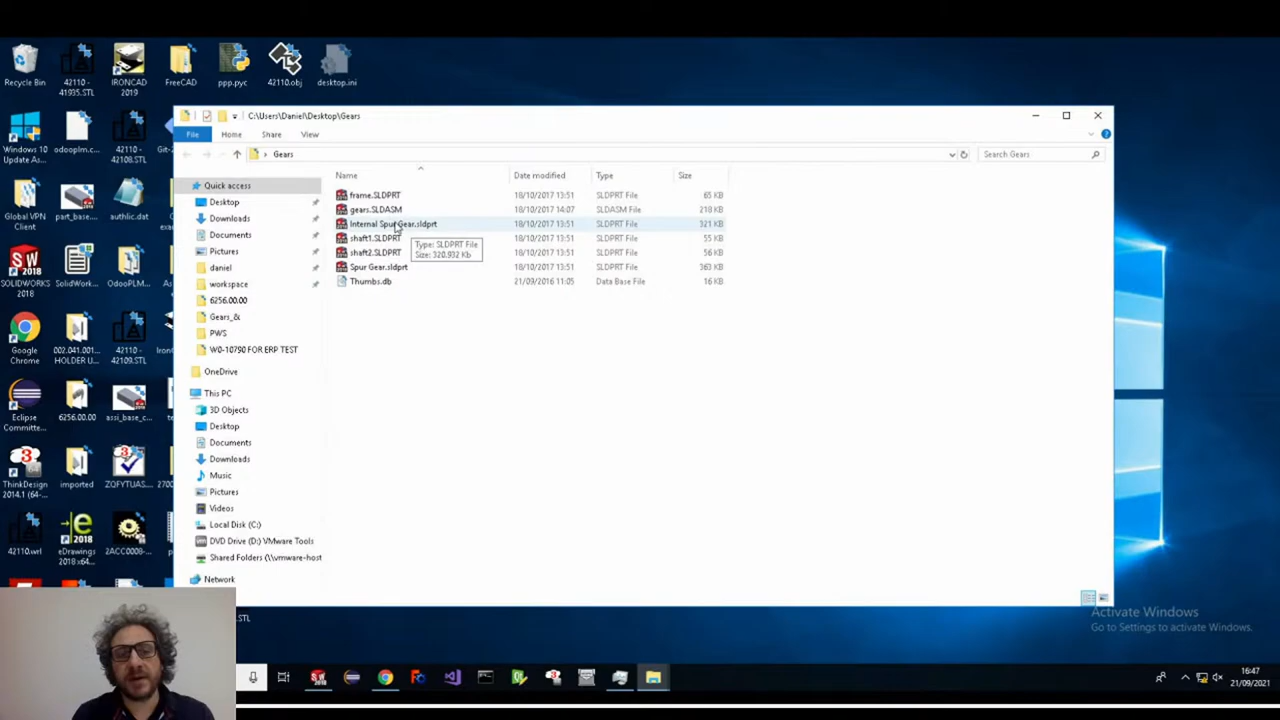 Recycle Bin
42110 - 41935.STL
IRONCAD 2019
FreeCAD
ppp.pyc
42110.obj
desktop.ini
Windows 10 Update As...
odooplm.c...
42110 - 42108.STL
Git-2
Global VPN Client
part_base...
authlic.dat
SOLIDWORKS 2018
SolidWork...
OdooPLM...
Google Chrome
002.041.001... HOLDER U...
42110 - 42109.STL
Eclipse Committe...
6256.00.00
assi_base_c...
ThinkDesign 2014.1 (64-...
imported
ZQFYTUAS...
42110.wrl
eDrawings 2018 x64...
2ACC0008-...
.STL
C:\Users\Daniel\Desktop\Gears
File Home Share View
Gears
Search Gears
Name Date modified Type Size
frame.SLDPRT 18/10/2017 13:51 SLDPRT File 65 KB
gears.SLDASM 18/10/2017 14:07 SLDASM File 218 KB
Internal Spur Gear.sldprt 18/10/2017 13:51 SLDPRT File 321 KB
shaft1.SLDPRT 18/10/2017 13:51 SLDPRT File 55 KB
shaft2.SLDPRT 18/10/2017 13:51 SLDPRT File 56 KB
Spur Gear.sldprt 18/10/2017 13:51 SLDPRT File 363 KB
Thumbs.db 21/09/2016 11:05 Data Base File 16 KB
Type: SLDPRT File
Size: 320.932 Kb
Quick access
Desktop
Downloads
Documents
Pictures
daniel
workspace
6256.00.00
Gears_&
PWS
W0-10790 FOR ERP TEST
OneDrive
This PC
3D Objects
Desktop
Documents
Downloads
Music
Pictures
Videos
Local Disk (C:)
DVD Drive (D:) VMware Tools
Shared Folders (\\vmware-host
Network
Activate Windows
Go to Settings to activate Windows.
16:47
21/09/2021